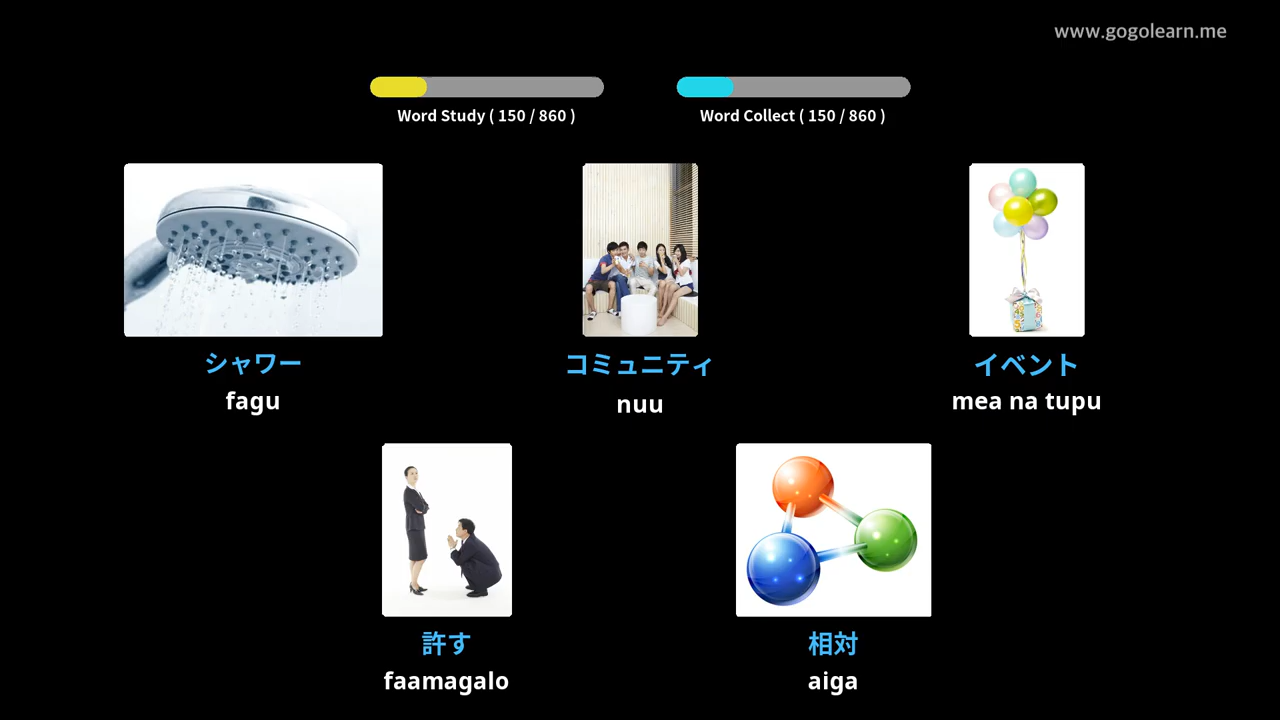 www.gogolearn.me
Word Study ( 150 / 860 )
Word Collect ( 150 / 860 )
シャワー
fagu
コミュニティ
nuu
イベント
mea na tupu
許す
faamagalo
相対
aiga